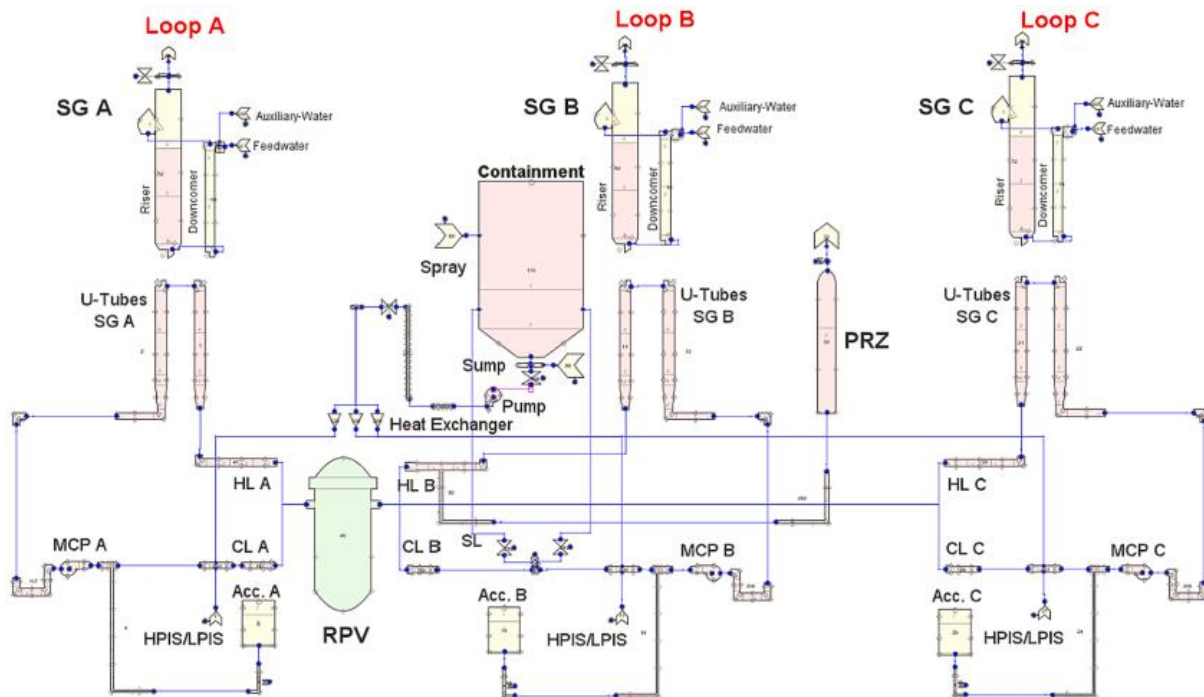 Loop A
Loop B
Loop C
SG A
SG B
SG C
Auxiliary-Water
Feedwater
Auxiliary-Water
Feedwater
Auxiliary-Water
Feedwater
Riser
Downcomer
Containment
Riser
Downcomer
Riser
Downcomer
Spray
U-Tubes
SG A
U-Tubes
SG B
U-Tubes
SG C
PRZ
Sump
Pump
Heat Exchanger
HL A
HL B
HL C
SL
MCP A
CL A
CL B
MCP B
CL C
MCP C
Acc. A
Acc. B
Acc. C
HPIS/LPIS
RPV
HPIS/LPIS
HPIS/LPIS